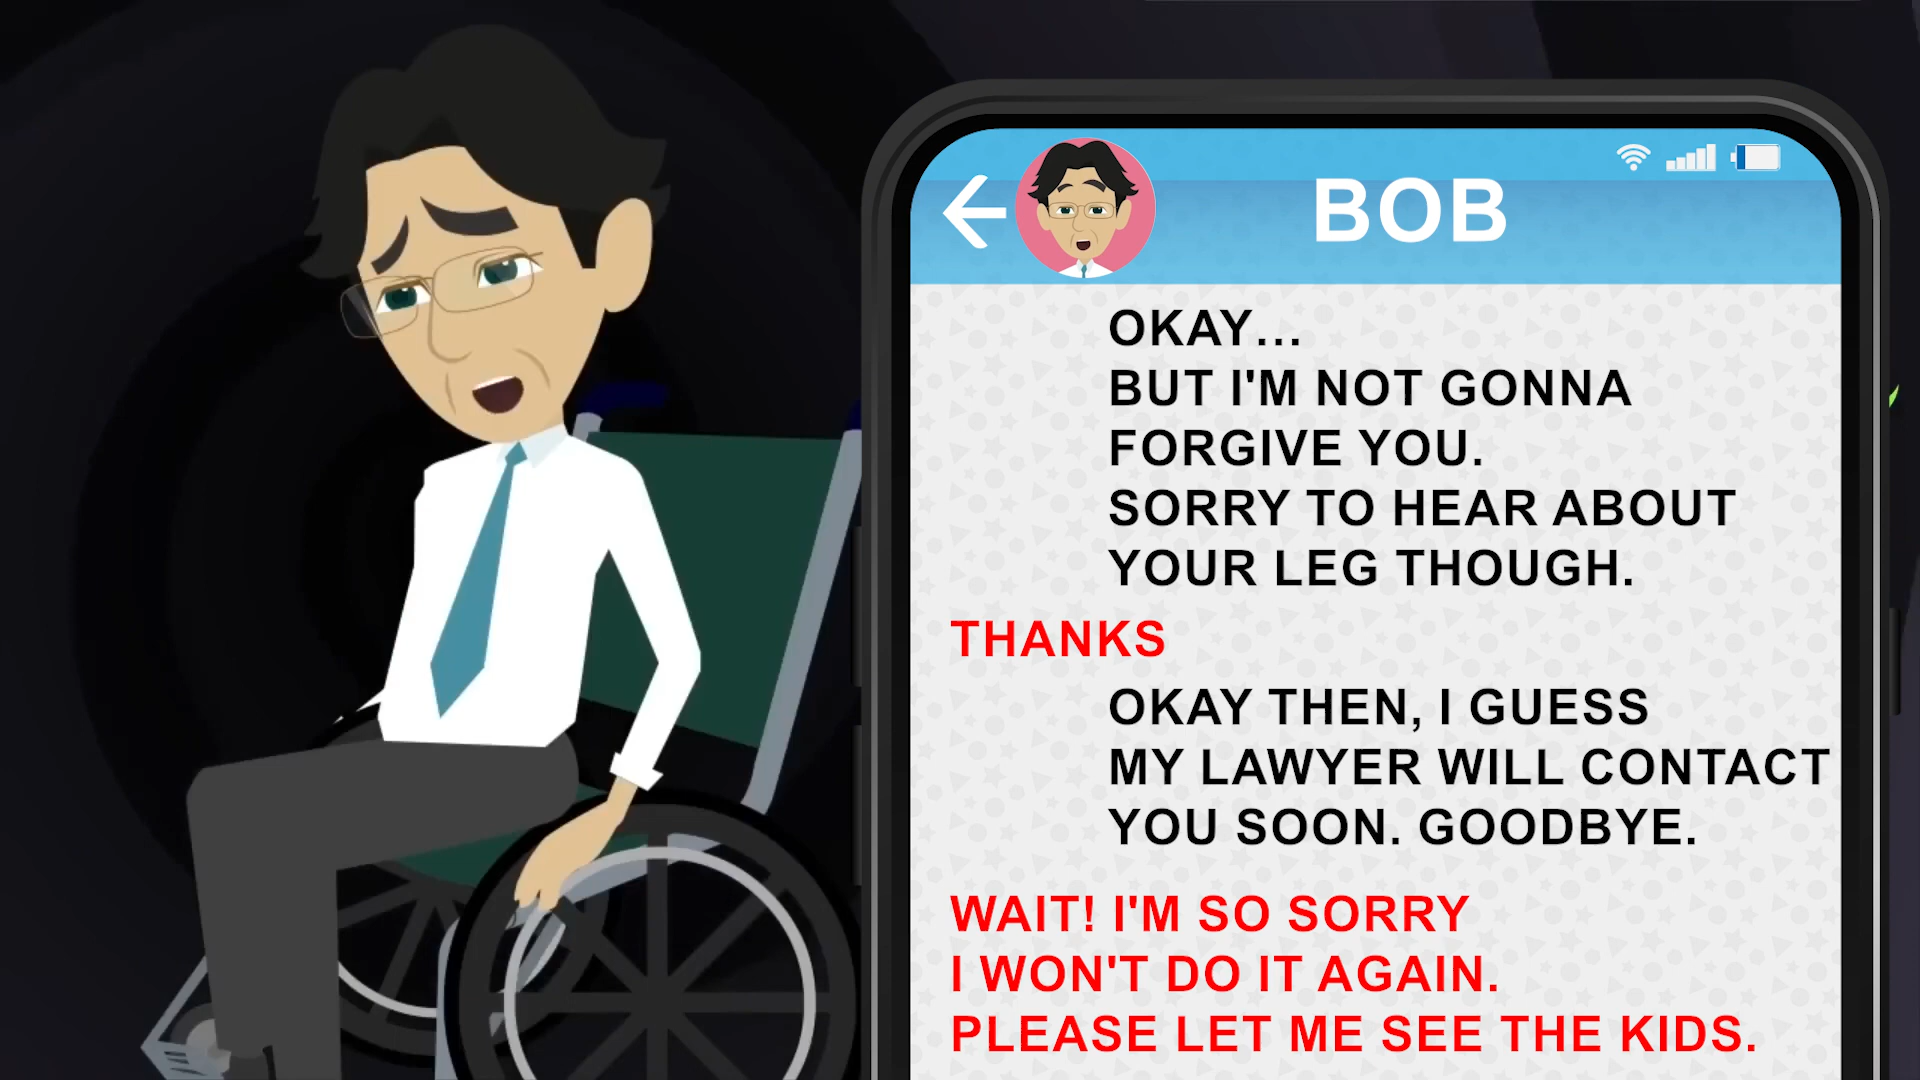 BOB
OKAY...
BUT I'M NOT GONNA
FORGIVE YOU.
SORRY TO HEAR ABOUT
YOUR LEG THOUGH.
THANKS
OKAY THEN, I GUESS
MY LAWYER WILL CONTACT
YOU SOON. GOODBYE.
WAIT! I'M SO SORRY
I WON'T DO IT AGAIN.
PLEASE LET ME SEE THE KIDS.